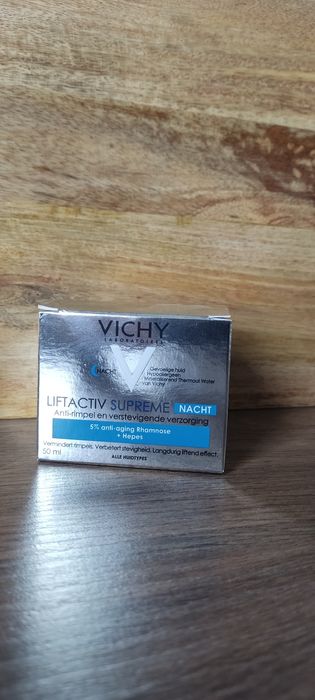 VICHY
LABORATOIRES
NACHT
Gevoelige huid
Hypoallergeen
Mineraliserend Thermaal Water
van Vichy
LIFTACTIV SUPREME NACHT
Anti-rimpel en verstevigende verzorging
5% anti-aging Rhamnose
+ Hepes
Vermindert rimpels. Verbetert stevigheid. Langdurig liftend effect.
50 ml
ALLE HUIDTYPES